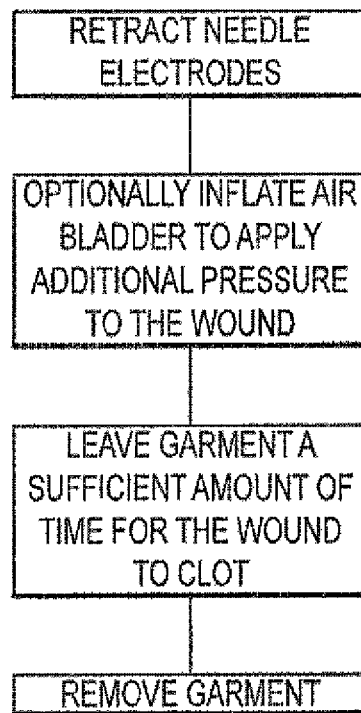 RETRACT NEEDLE
ELECTRODES
OPTIONALLY INFLATE AIR
BLADDER TO APPLY
ADDITIONAL PRESSURE
TO THE WOUND
LEAVE GARMENT A
SUFFICIENT AMOUNT OF
TIME FOR THE WOUND
TO CLOT
REMOVE GARMENT